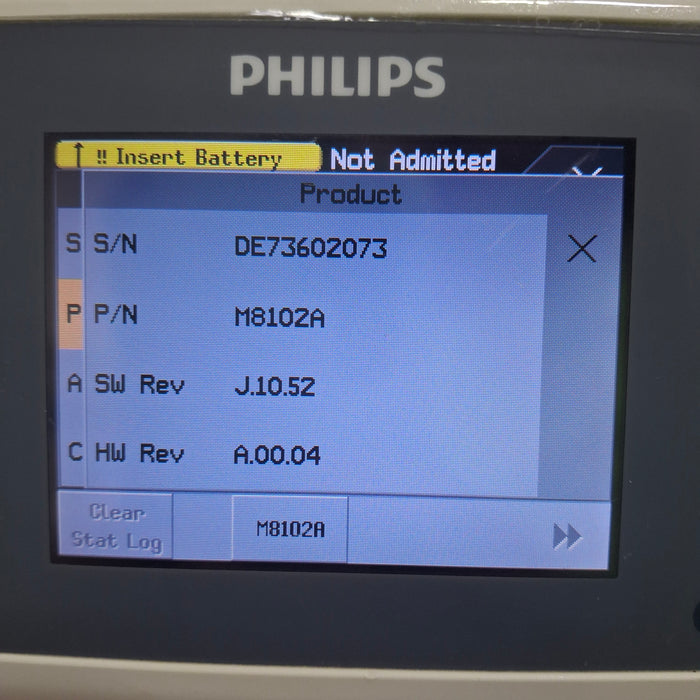 PHILIPS
!! Insert Battery Not Admitted
Product
S S/N DE73602073
P P/N M8102A
A SW Rev J.10.52
C HW Rev A.00.04
Clear
Stat Log
M8102A